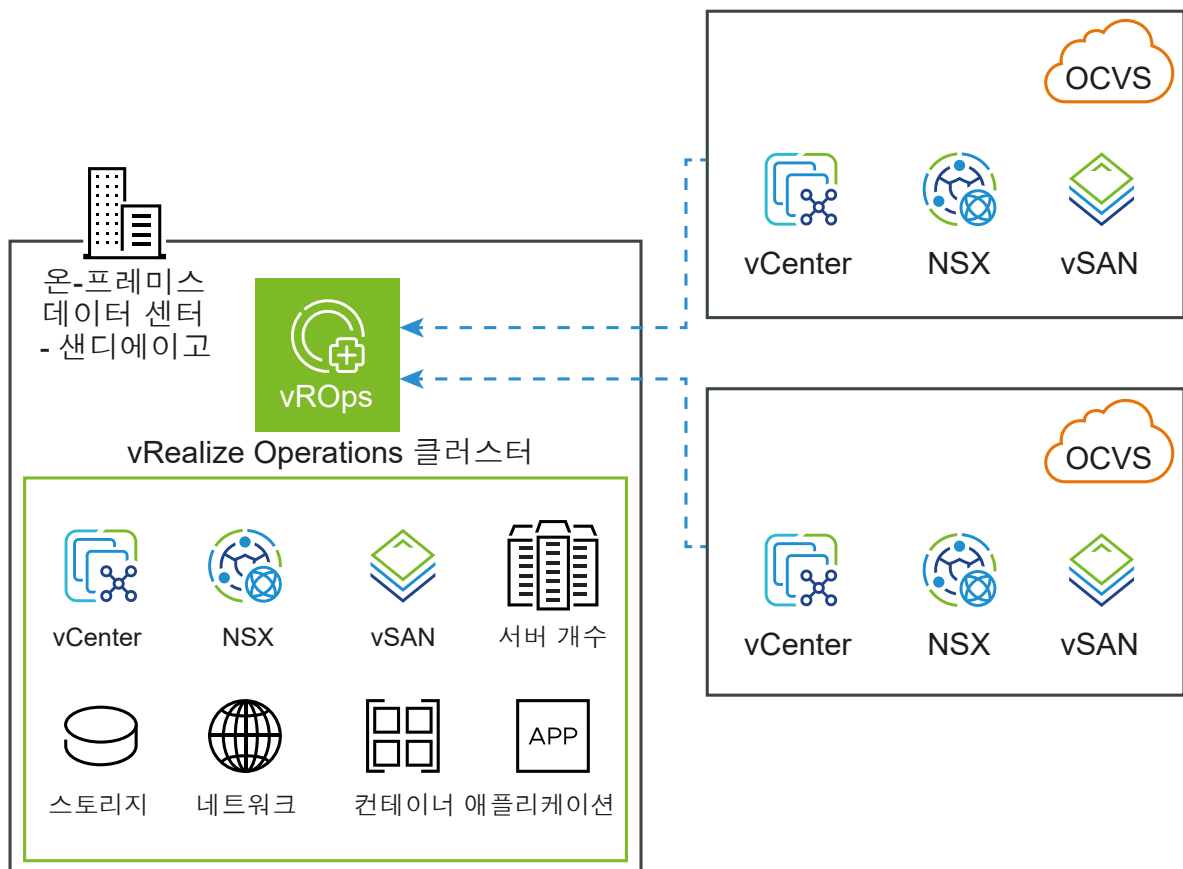 온-프레미스
데이터 센터
- 샌디에이고
vROps
vRealize Operations 클러스터
vCenter
NSX
vSAN
서버 개수
스토리지
네트워크
컨테이너
애플리케이션
APP
OCVS
vCenter
NSX
vSAN
OCVS
vCenter
NSX
vSAN